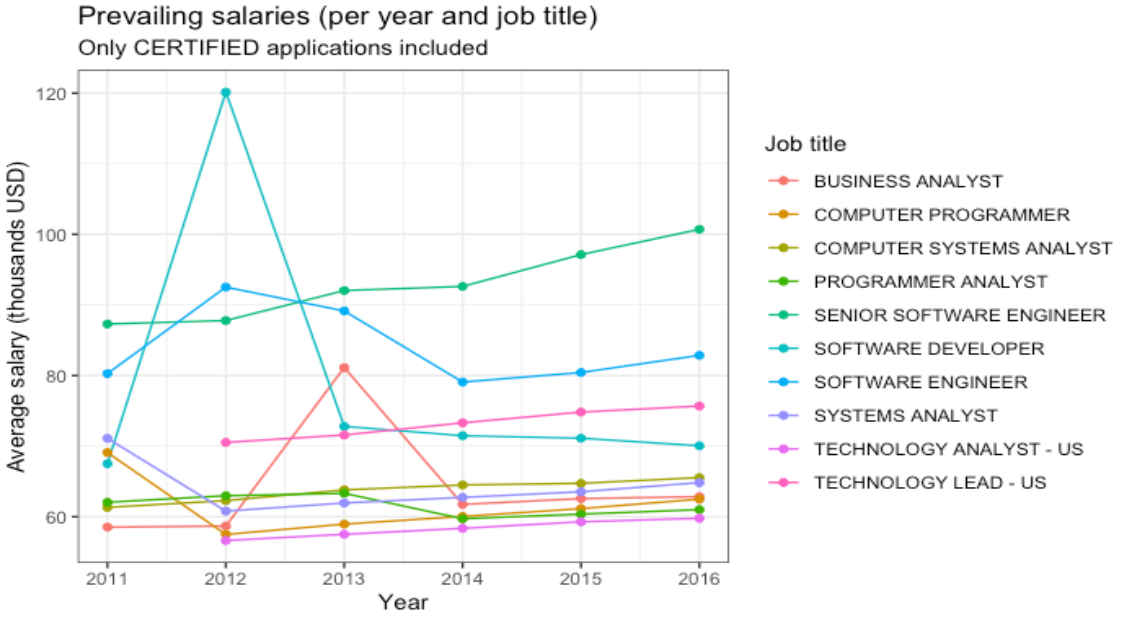 Prevailing salaries (per year and job title)
Only CERTIFIED applications included
120
100
80
60
Average salary (thousands USD)
2011 2012 2013 2014 2015 2016
Year
Job title
BUSINESS ANALYST
COMPUTER PROGRAMMER
COMPUTER SYSTEMS ANALYST
PROGRAMMER ANALYST
SENIOR SOFTWARE ENGINEER
SOFTWARE DEVELOPER
SOFTWARE ENGINEER
SYSTEMS ANALYST
TECHNOLOGY ANALYST - US
TECHNOLOGY LEAD - US